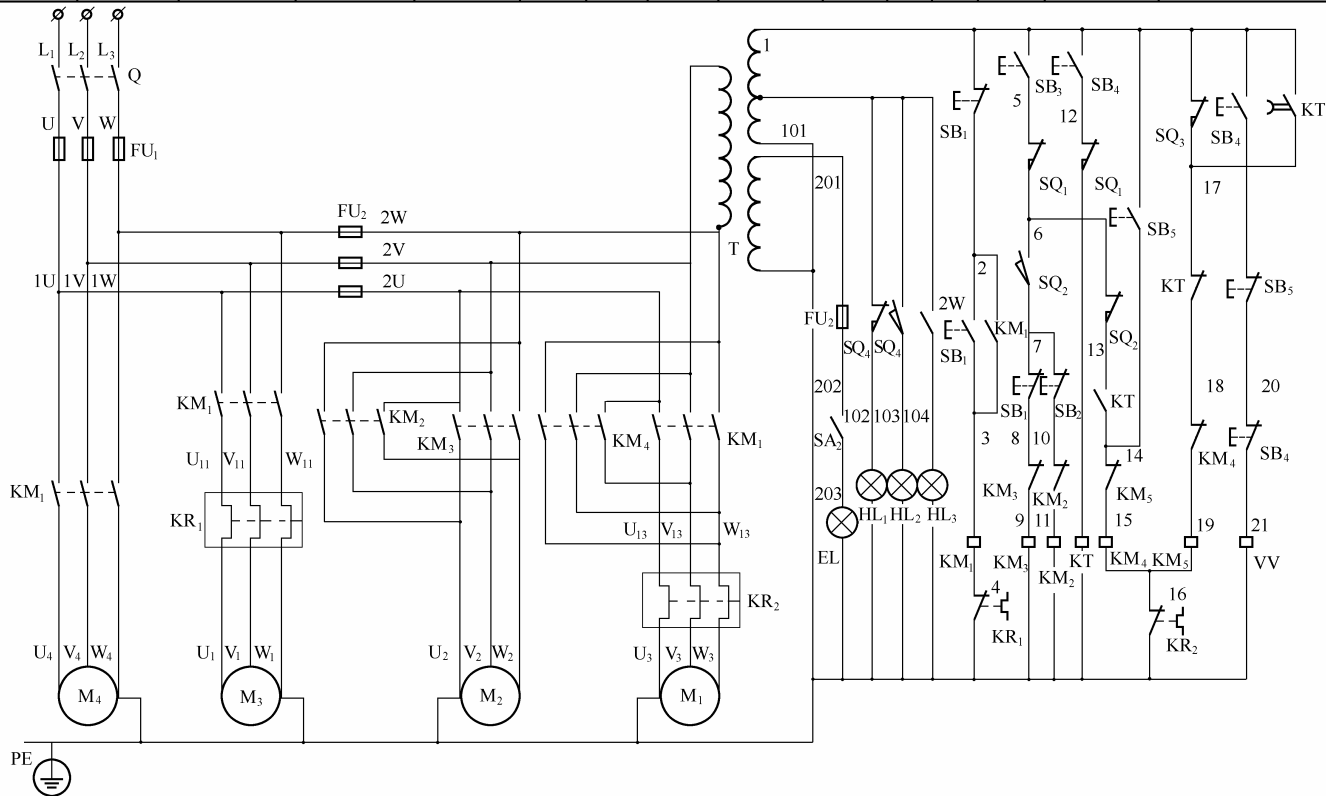 L₁ L₂ L₃ Q
U V W
FU₁
FU₂ 2W
2V
1U 1V 1W 2U
KM₁
KM₂
KM₃
KM₄
KM₁
U₁₁ V₁₁ W₁₁
KM₁
KR₁
U₁₃ V₁₃ W₁₃
KR₂
U₄ V₄ W₄
U₁ V₁ W₁
U₂ V₂ W₂
U₃ V₃ W₃
M₄
M₃
M₂
M₁
PE
1
101
201
T
FU₂
202
SA₂
203
EL
SQ₄ SQ₄
102 103 104
HL₁ HL₂ HL₃
2W
SB₁
2
SB₁ KM₁
3
KM₁
4
KR₁
SB₃
5
SQ₁
6
SQ₂
7
SB₁ SB₂
8 10
KM₃ KM₂
9 11
KM₃
KM₂
SB₄
12
SQ₁
KT
SB₅
SQ₂
13
KT
14
KM₅
15
KM₄ KM₅
16
KR₂
SQ₃
SB₄
KT
17
KT
SB₅
18 20
KM₄
SB₄
19 21
VV